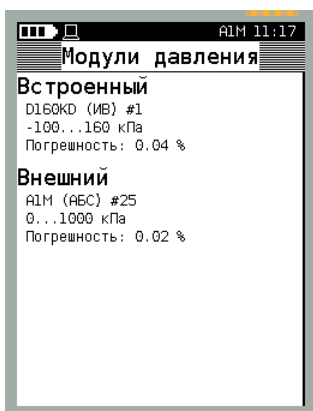 A1M 11:17
Модули давления
Встроенный
D160KD (ИВ) #1
-100...160 кПа
Погрешность: 0.04 %
Внешний
A1M (АБС) #25
0...1000 кПа
Погрешность: 0.02 %